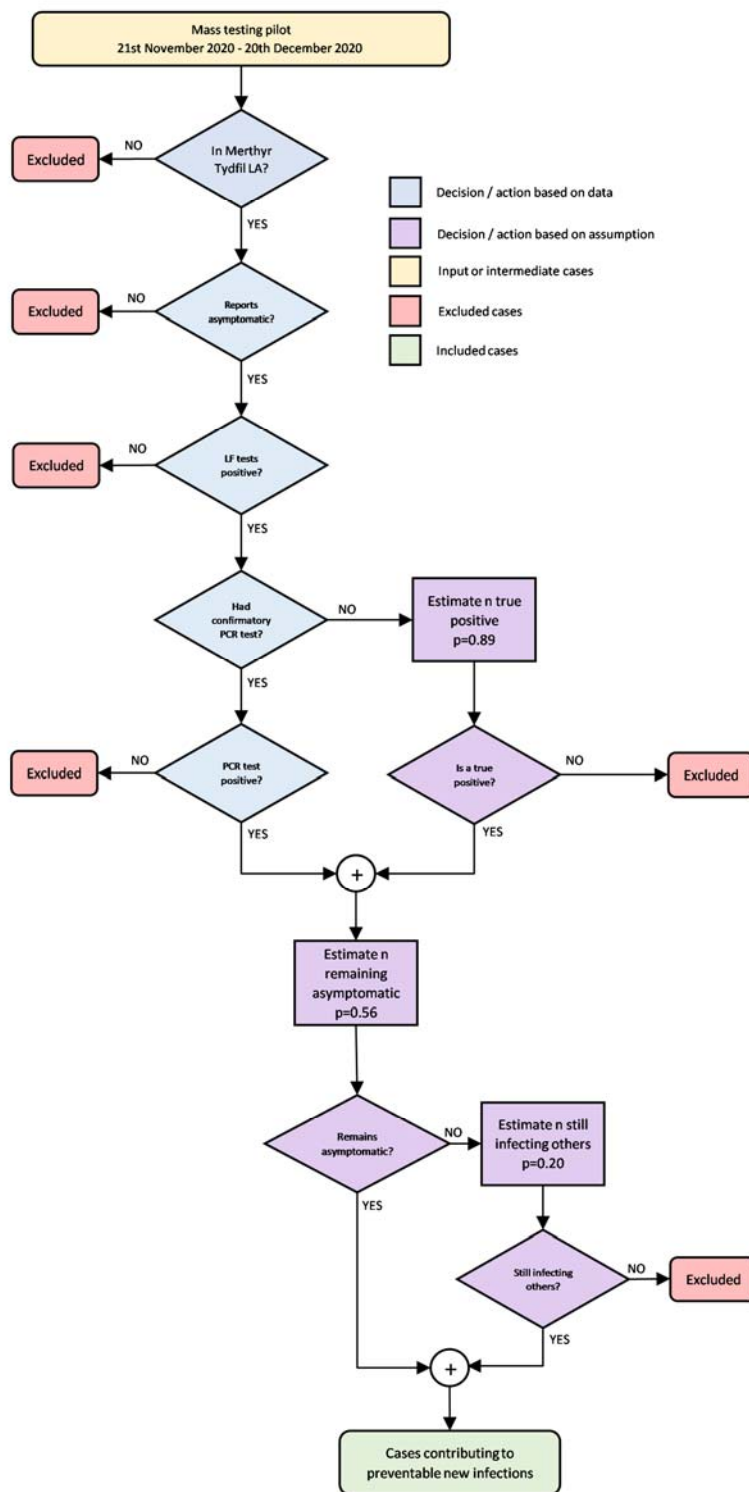 Mass testing pilot
21st November 2020 - 20th December 2020
In Merthyr
Tydfil LA?
NO
Excluded
YES
Decision / action based on data
Decision / action based on assumption
Input or intermediate cases
Excluded cases
Included cases
Reports
asymptomatic?
NO
Excluded
YES
LF tests
positive?
NO
Excluded
YES
Had
confirmatory
PCR test?
NO
Estimate n true
positive
p=0.89
YES
PCR test
positive?
NO
Excluded
YES
Is a true
positive?
NO
Excluded
YES
+
Estimate n
remaining
asymptomatic
p=0.56
Remains
asymptomatic?
NO
Estimate n still
infecting others
p=0.20
YES
Still infecting
others?
NO
Excluded
YES
+
Cases contributing to
preventable new infections